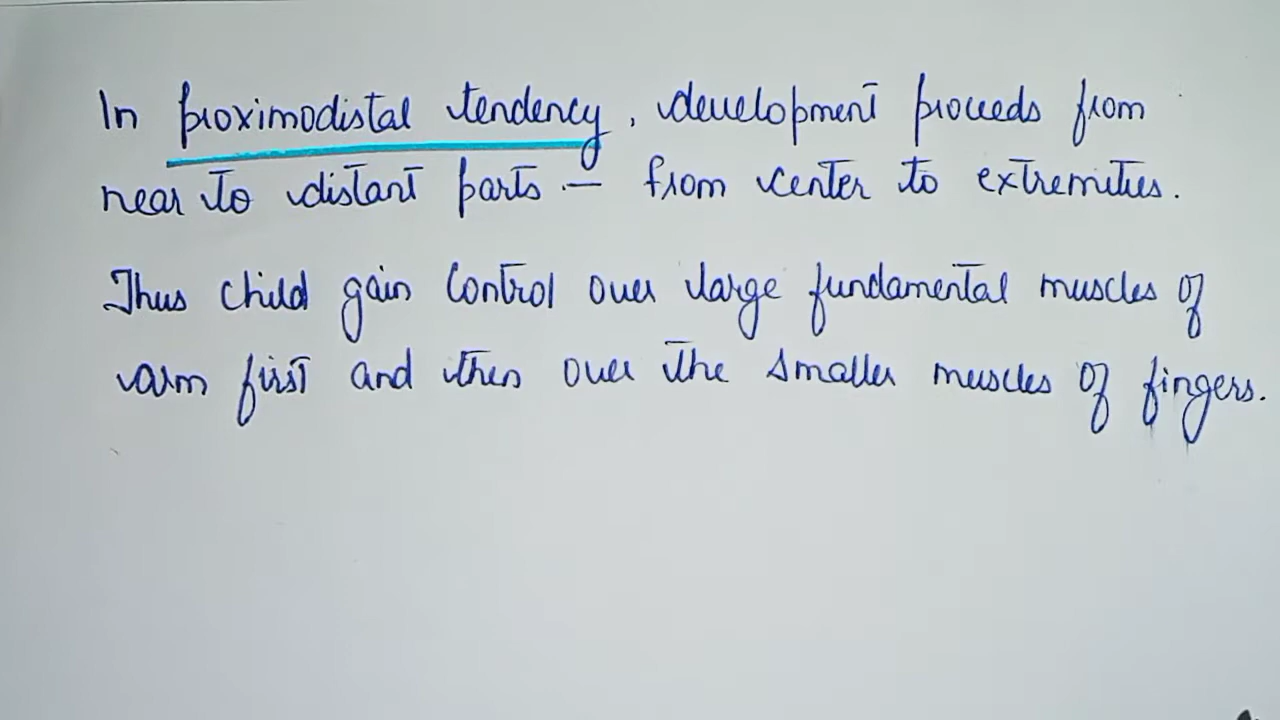 In proximodistal tendency, development proceeds from
near to distant parts — from center to extremities.
Thus child gain control over large fundamental muscles of
arm first and then over the smaller muscles of fingers.